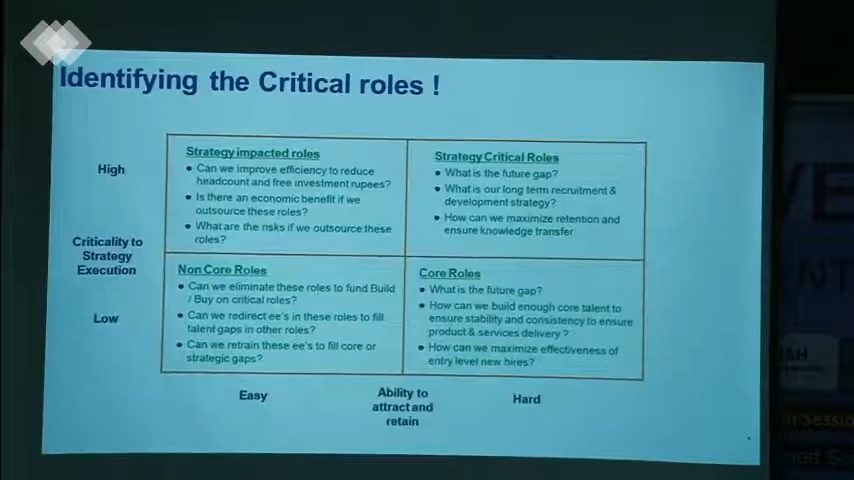 Identifying the Critical roles !
High
Criticality to
Strategy
Execution
Low
Strategy impacted roles
• Can we improve efficiency to reduce
headcount and free investment rupees?
• Is there an economic benefit if we
outsource these roles?
• What are the risks if we outsource these
roles?
Strategy Critical Roles
• What is the future gap?
• What is our long term recruitment &
development strategy?
• How can we maximize retention and
ensure knowledge transfer
Non Core Roles
• Can we eliminate these roles to fund Build
/ Buy on critical roles?
• Can we redirect ee's in these roles to fill
talent gaps in other roles?
• Can we retrain these ee's to fill core or
strategic gaps?
Core Roles
• What is the future gap?
• How can we build enough core talent to
ensure stability and consistency to ensure
product & services delivery ?
• How can we maximize effectiveness of
entry level new hires?
Easy
Ability to
attract and
retain
Hard